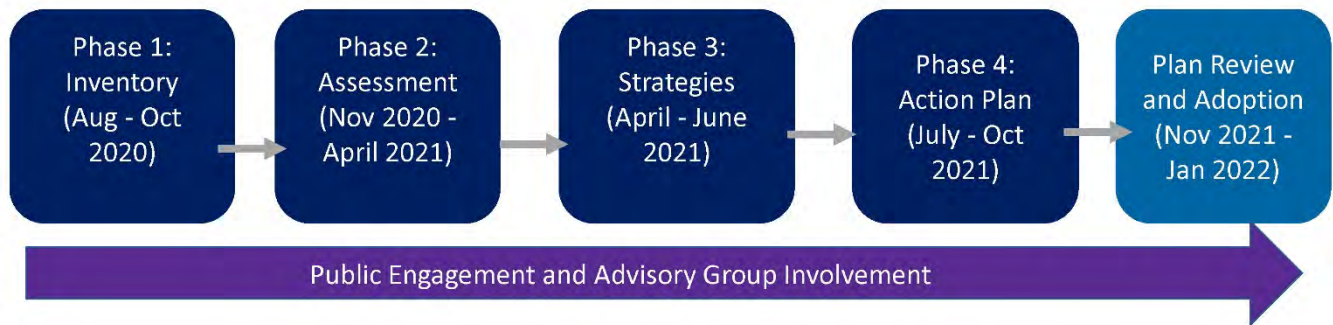 Phase 1:
Inventory
(Aug - Oct
2020)
Phase 2:
Assessment
(Nov 2020 -
April 2021)
Phase 3:
Strategies
(April - June
2021)
Phase 4:
Action Plan
(July - Oct
2021)
Plan Review
and Adoption
(Nov 2021 -
Jan 2022)
Public Engagement and Advisory Group Involvement